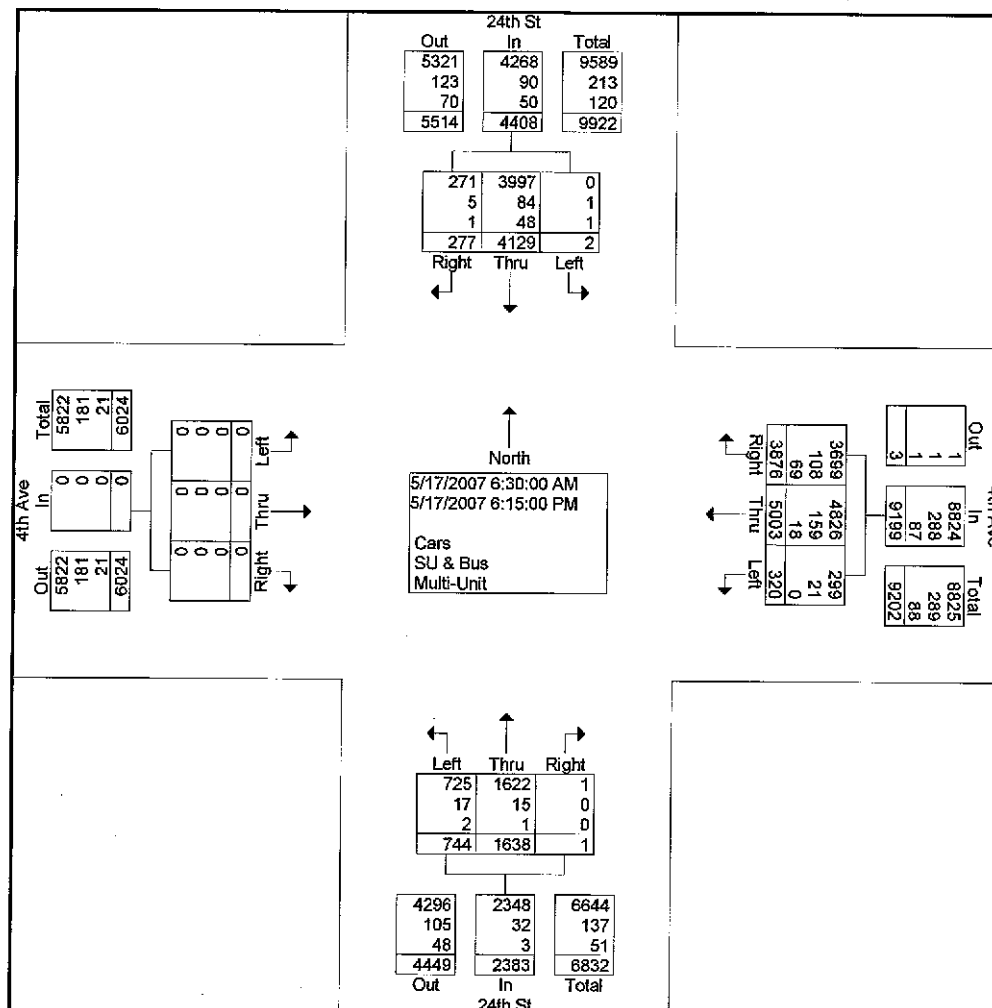 24th St
Out In Total
5321 4268 9589
123 90 213
70 50 120
5514 4408 9922
271 3997 0
5 84 1
1 48 1
277 4129 2
Right Thru Left
4th Ave
Total
5822
181
21
6024
In
0
0
0
0
Out
5822
181
21
6024
Left
0
0
0
0
Thru
0
0
0
0
Right
0
0
0
0
North
5/17/2007 6:30:00 AM
5/17/2007 6:15:00 PM
Cars
SU & Bus
Multi-Unit
Right
3699
108
69
3876
Thru
4826
159
18
5003
Left
299
21
0
320
4th Ave
Out
1
1
1
3
In
8824
288
87
9199
Total
8825
289
88
9202
Left Thru Right
725 1622 1
17 15 0
2 1 0
744 1638 1
4296 2348 6644
105 32 137
48 3 51
4449 2383 6832
Out In Total
24th St